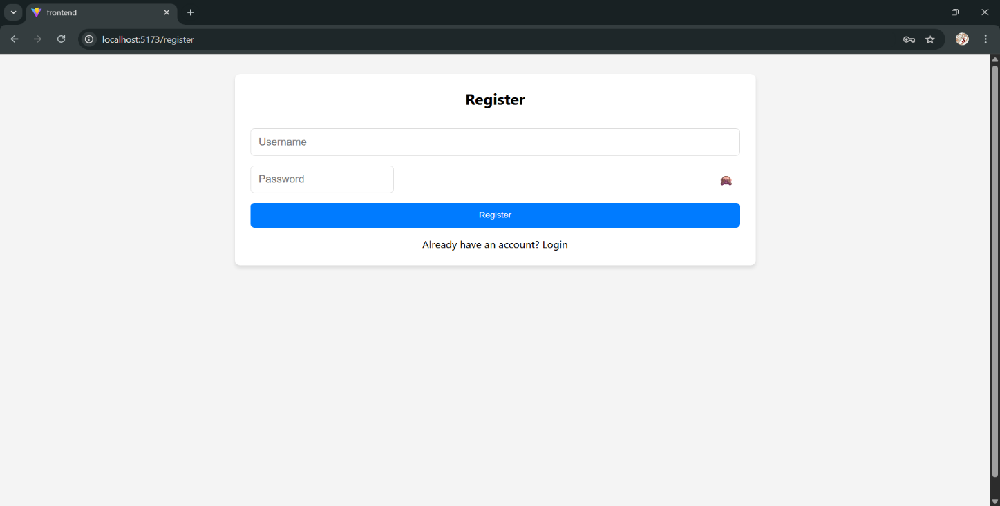 frontend
localhost:5173/register
Register
Username
Password
Register
Already have an account? Login